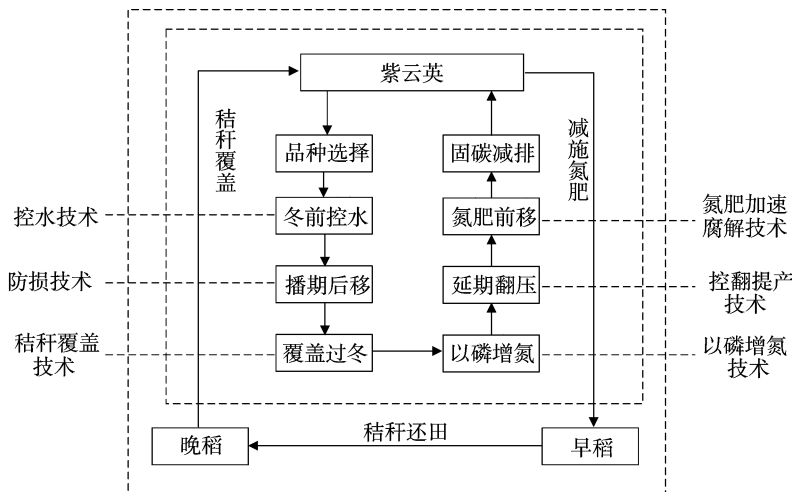 紫云英
秸秆覆盖
减施氮肥
品种选择
固碳减排
控水技术
冬前控水
氮肥前移
氮肥加速
腐解技术
防损技术
播期后移
延期翻压
控翻提产
技术
秸秆覆盖
技术
覆盖过冬
以磷增氮
以磷增氮
技术
晚稻
秸秆还田
早稻